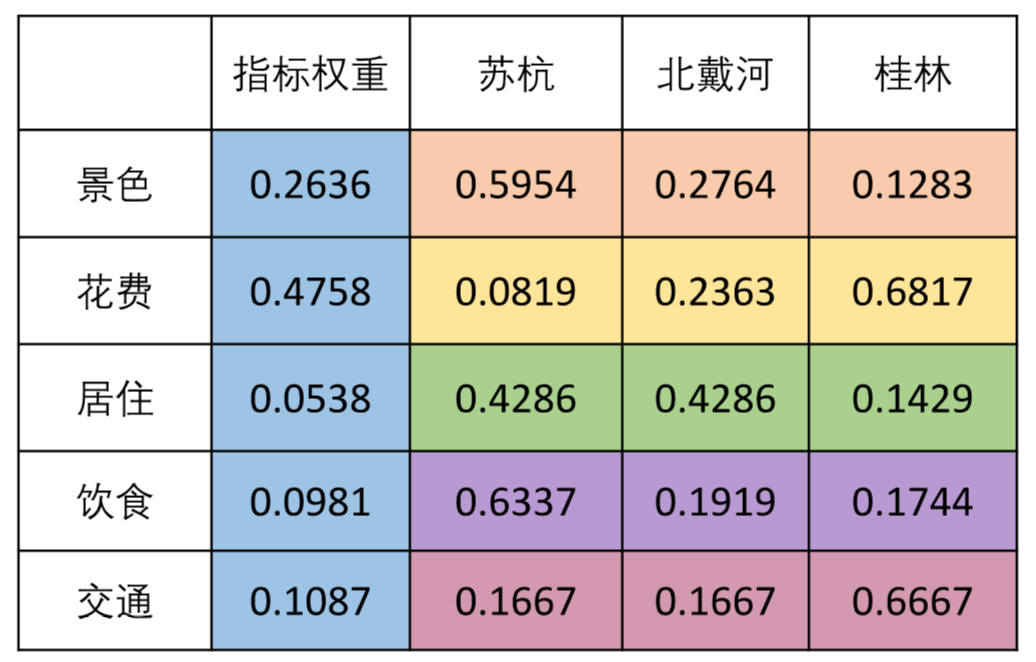 指标权重 苏杭 北戴河 桂林
景色 0.2636 0.5954 0.2764 0.1283
花费 0.4758 0.0819 0.2363 0.6817
居住 0.0538 0.4286 0.4286 0.1429
饮食 0.0981 0.6337 0.1919 0.1744
交通 0.1087 0.1667 0.1667 0.6667